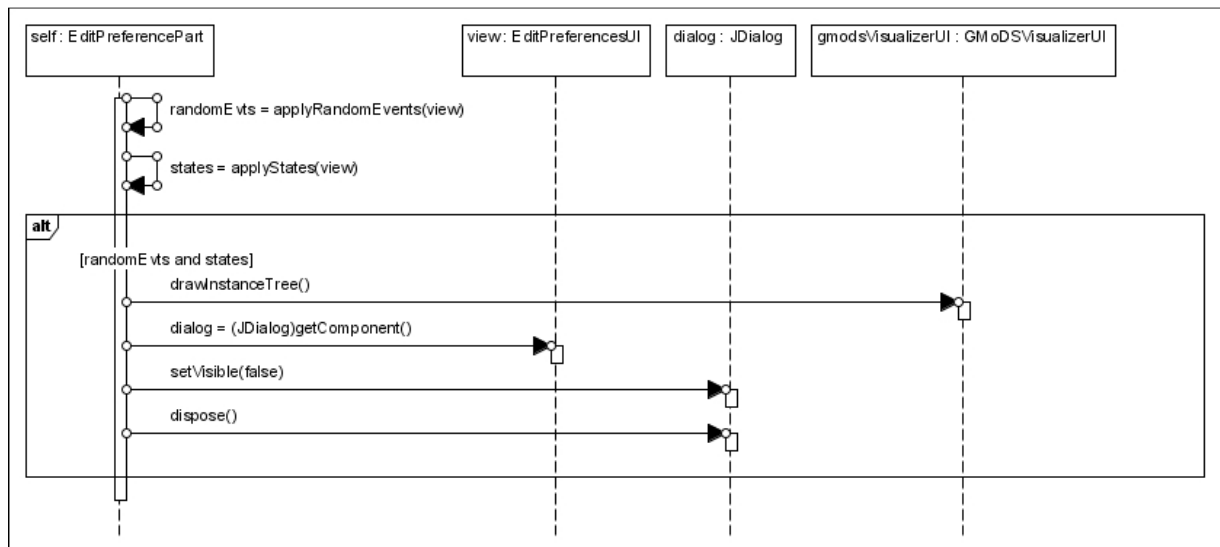 self : EditPreferencePart
view : EditPreferencesUI
dialog : JDialog
gmodsVisualizerUI : GMoDSVisualizerUI
randomEvts = applyRandomEvents(view)
states = applyStates(view)
alt
[randomEvts and states]
drawInstanceTree()
dialog = (JDialog)getComponent()
setVisible(false)
dispose()